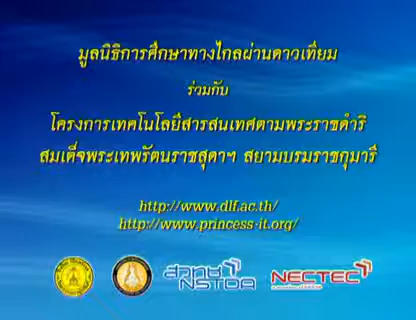 มูลนิธิการศึกษาทางไกลผ่านดาวเทียม
ร่วมกับ
โครงการเทคโนโลยีสารสนเทศตามพระราชดำริ
สมเด็จพระเทพรัตนราชสุดาฯ สยามบรมราชกุมารี
http://www.dlf.ac.th/
http://www.princess-it.org/
สวทช
NSTDA
NECTEC